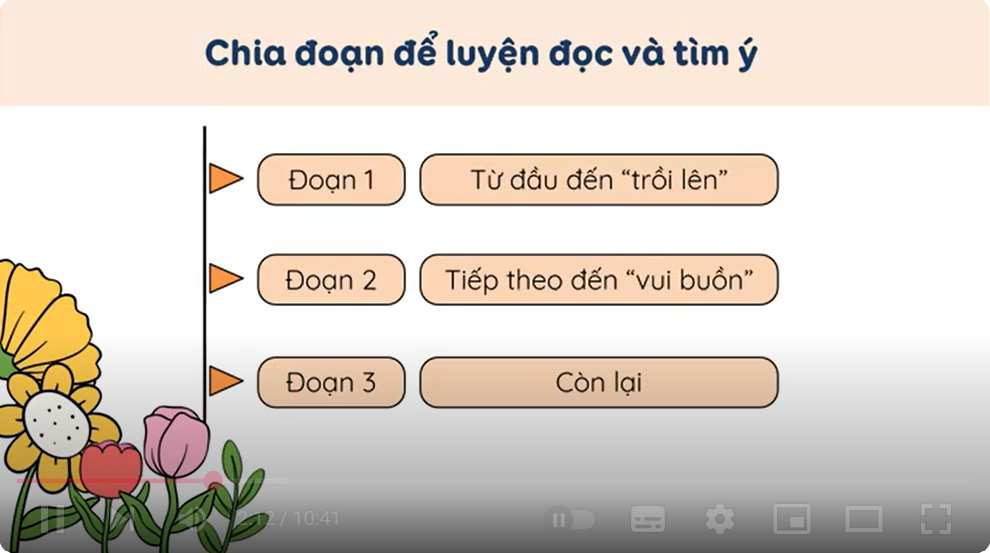 Chia đoạn để luyện đọc và tìm ý
Đoạn 1 Từ đầu đến “trồi lên”
Đoạn 2 Tiếp theo đến “vui buồn”
Đoạn 3 Còn lại
2:12 / 10:41